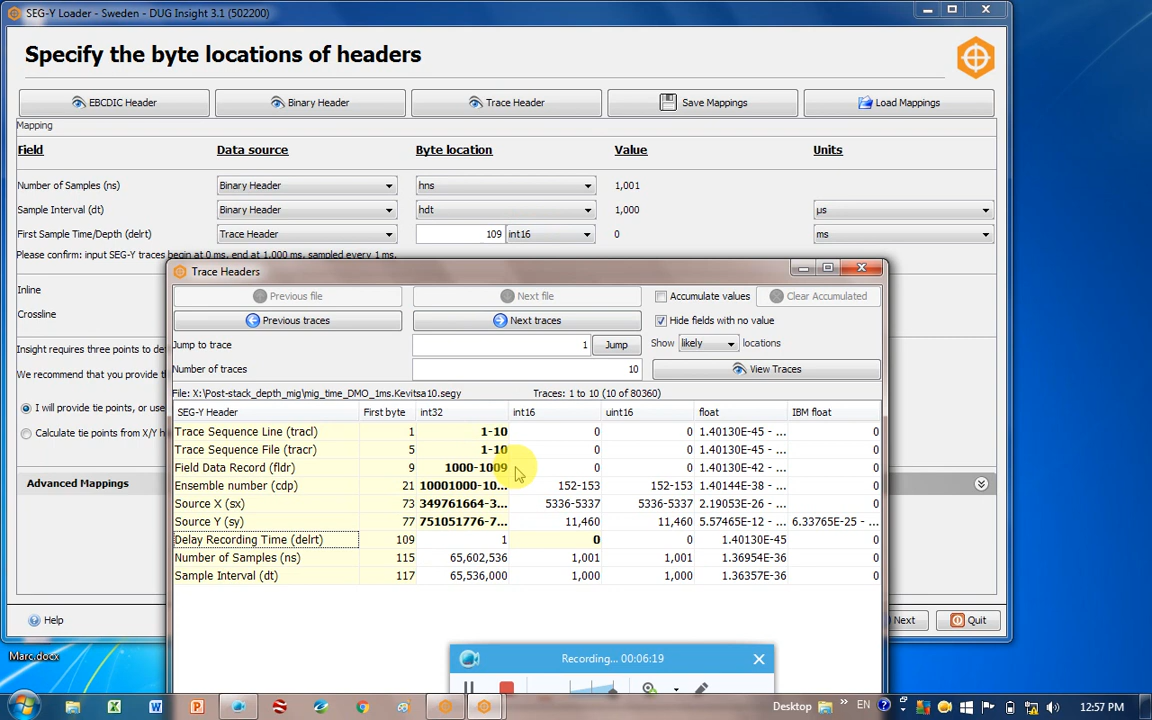 SEG-Y Loader - Sweden - DUG Insight 3.1 (502200)
Specify the byte locations of headers
EBCDIC Header Binary Header Trace Header Save Mappings Load Mappings
Mapping
Field Data source Byte location Value Units
Number of Samples (ns) Binary Header hns 1,001
Sample Interval (dt) Binary Header hdt 1,000 µs
First Sample Time/Depth (delrt) Trace Header 109 int16 0 ms
Please confirm: input SEG-Y traces begin at 0 ms, end at 1,000 ms, sampled every 1 ms.
Inline
Crossline
Insight requires three points to de
We recommend that you provide t
I will provide tie points, or use
Calculate tie points from X/Y h
Advanced Mappings
Help Next Quit
Trace Headers
Previous file Next file Accumulate values Clear Accumulated
Previous traces Next traces Hide fields with no value
Jump to trace 1 Jump Show likely locations
Number of traces 10 View Traces
File: X:\Post-stack_depth_mig\mig_time_DMO_1ms.Kevitsa10.segy Traces: 1 to 10 (10 of 80360)
SEG-Y Header First byte int32 int16 uint16 float IBM float
Trace Sequence Line (tracl) 1 1-10 0 0 1.40130E-45 - ... 0
Trace Sequence File (tracr) 5 1-10 0 0 1.40130E-45 - ... 0
Field Data Record (fldr) 9 1000-1009 0 0 1.40130E-42 - ... 0
Ensemble number (cdp) 21 10001000-10... 152-153 152-153 1.40144E-38 - ... 0
Source X (sx) 73 349761664-3... 5336-5337 5336-5337 2.19053E-26 - ... 0
Source Y (sy) 77 751051776-7... 11,460 11,460 5.57465E-12 - ... 6.33765E-25 - ...
Delay Recording Time (delrt) 109 1 0 0 1.40130E-45 0
Number of Samples (ns) 115 65,602,536 1,001 1,001 1.36954E-36 0
Sample Interval (dt) 117 65,536,000 1,000 1,000 1.36357E-36 0
Recording... 00:06:19
Marc.docx
Desktop EN 12:57 PM